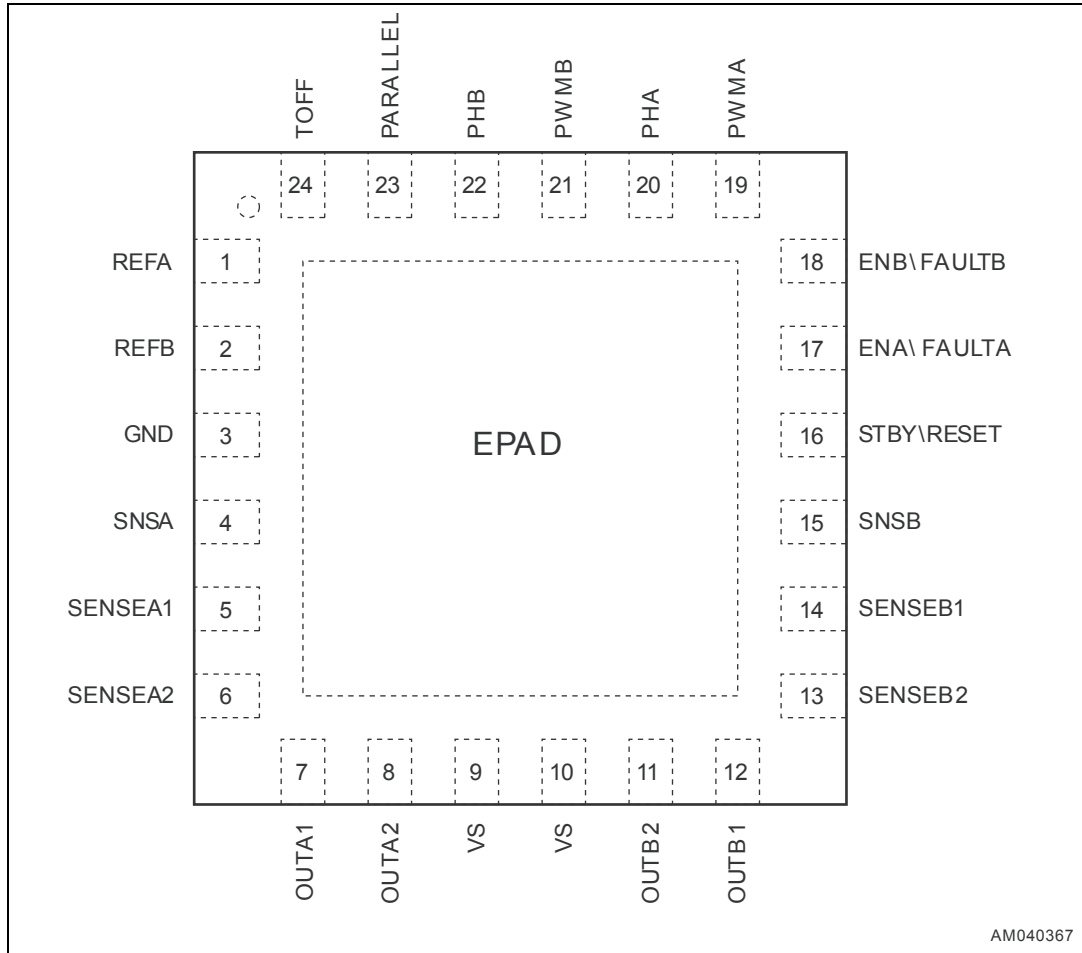 TOFF
PARALLEL
PHB
PWMB
PHA
PWMA
24
23
22
21
20
19
REFA 1
18 ENB\FAULTB
REFB 2
17 ENA\ FAULTA
GND 3
EPAD
16 STBY\RESET
SNSA 4
15 SNSB
SENSEA1 5
14 SENSEB1
SENSEA2 6
13 SENSEB2
7
8
9
10
11
12
OUTA1
OUTA2
VS
VS
OUTB2
OUTB1
AM040367